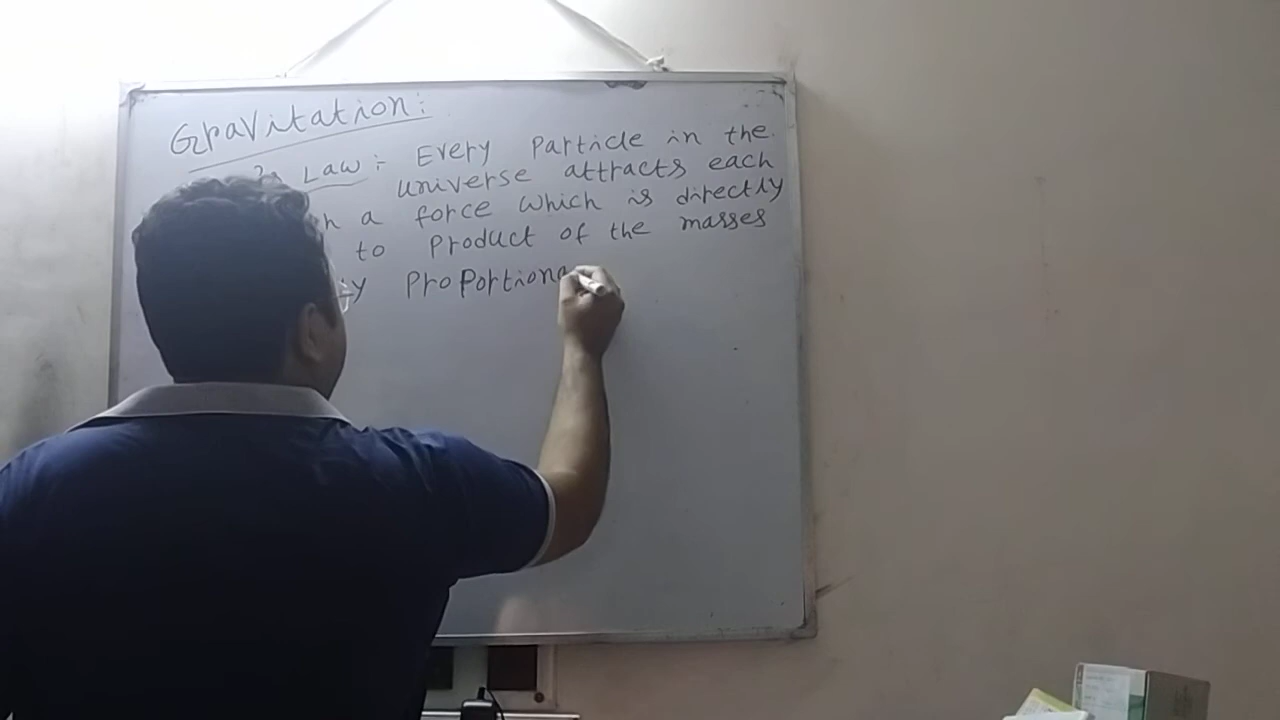 Gravitation:
Law :- Every Particle in the
universe attracts each
a force which is directly
to Product of the masses
Proportiona